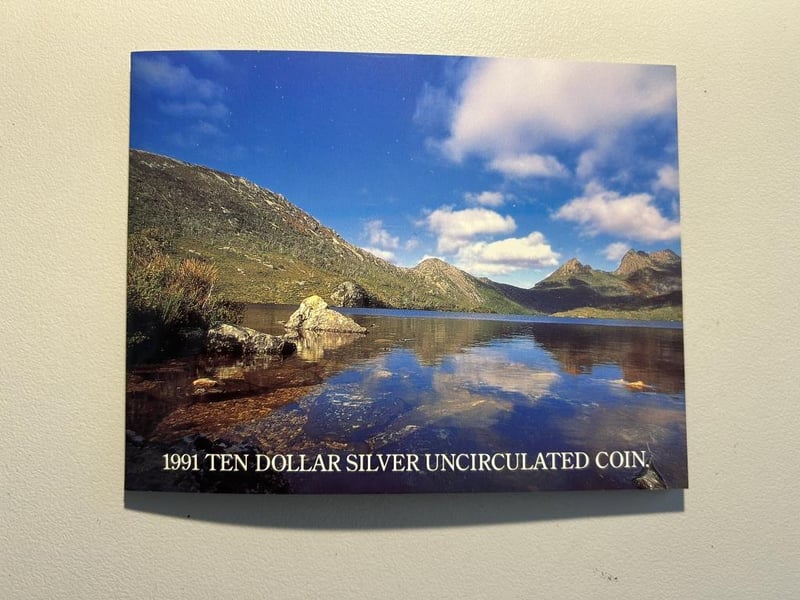 1991 TEN DOLLAR SILVER UNCIRCULATED COIN.